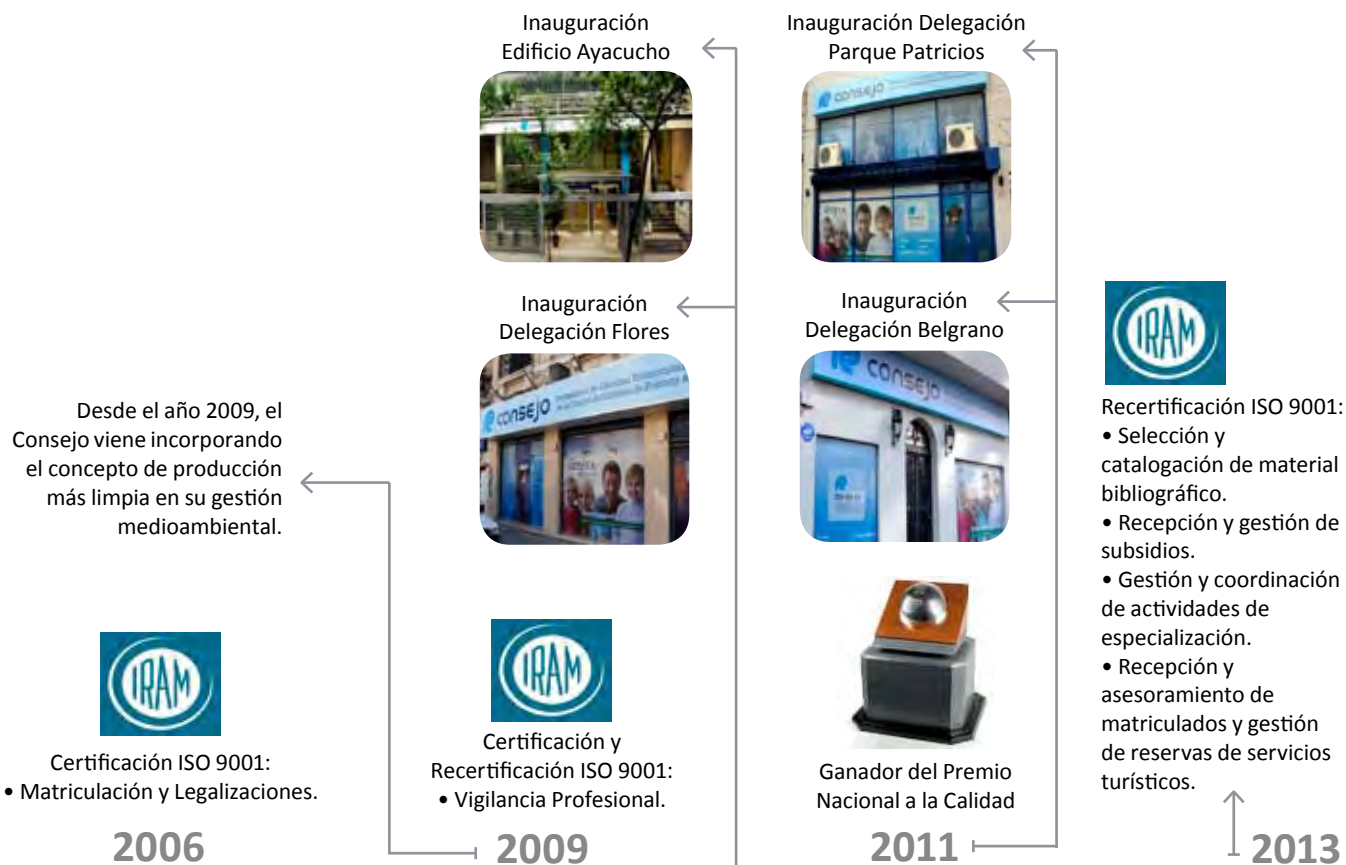 Inauguración
Edificio Ayacucho
Inauguración Delegación
Parque Patricios
consejo
Inauguración
Delegación Flores
Inauguración
Delegación Belgrano
consejo
consejo
IRAM
Desde el año 2009, el
Consejo viene incorporando
el concepto de producción
más limpia en su gestión
medioambiental.
Recertificación ISO 9001:
• Selección y
catalogación de material
bibliográfico.
• Recepción y gestión de
subsidios.
• Gestión y coordinación
de actividades de
especialización.
• Recepción y
asesoramiento de
matriculados y gestión
de reservas de servicios
turísticos.
IRAM
Certificación ISO 9001:
• Matriculación y Legalizaciones.
IRAM
Certificación y
Recertificación ISO 9001:
• Vigilancia Profesional.
Ganador del Premio
Nacional a la Calidad
2006
2009
2011
2013